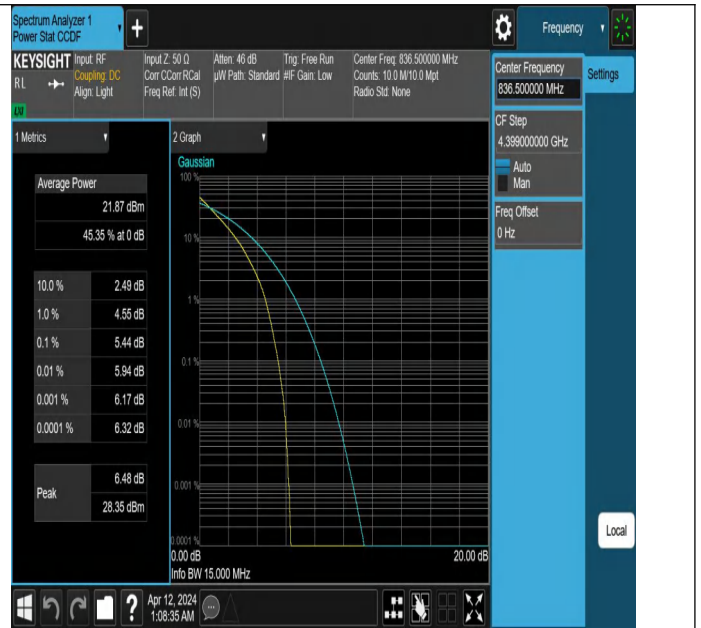 Spectrum Analyzer 1
Power Stat CCDF
+
Frequency
KEYSIGHT
RL
LXI
Input: RF
Coupling: DC
Align: Light
Input Z: 50 Ω
Corr CCorr RCal
Freq Ref: Int (S)
Atten: 46 dB
µW Path: Standard
Trig: Free Run
#IF Gain: Low
Center Freq: 836.500000 MHz
Counts: 10.0 M/10.0 Mpt
Radio Std: None
Center Frequency
836.500000 MHz
Settings
CF Step
4.399000000 GHz
Auto
Man
Freq Offset
0 Hz
Local
1 Metrics
Average Power
21.87 dBm
45.35 % at 0 dB
10.0 % 2.49 dB
1.0 % 4.55 dB
0.1 % 5.44 dB
0.01 % 5.94 dB
0.001 % 6.17 dB
0.0001 % 6.32 dB
Peak
6.48 dB
28.35 dBm
2 Graph
Gaussian
100 %
10 %
1 %
0.1 %
0.01 %
0.001 %
0.0001 %
0.00 dB 20.00 dB
Info BW 15.000 MHz
?
Apr 12, 2024
1:08:35 AM